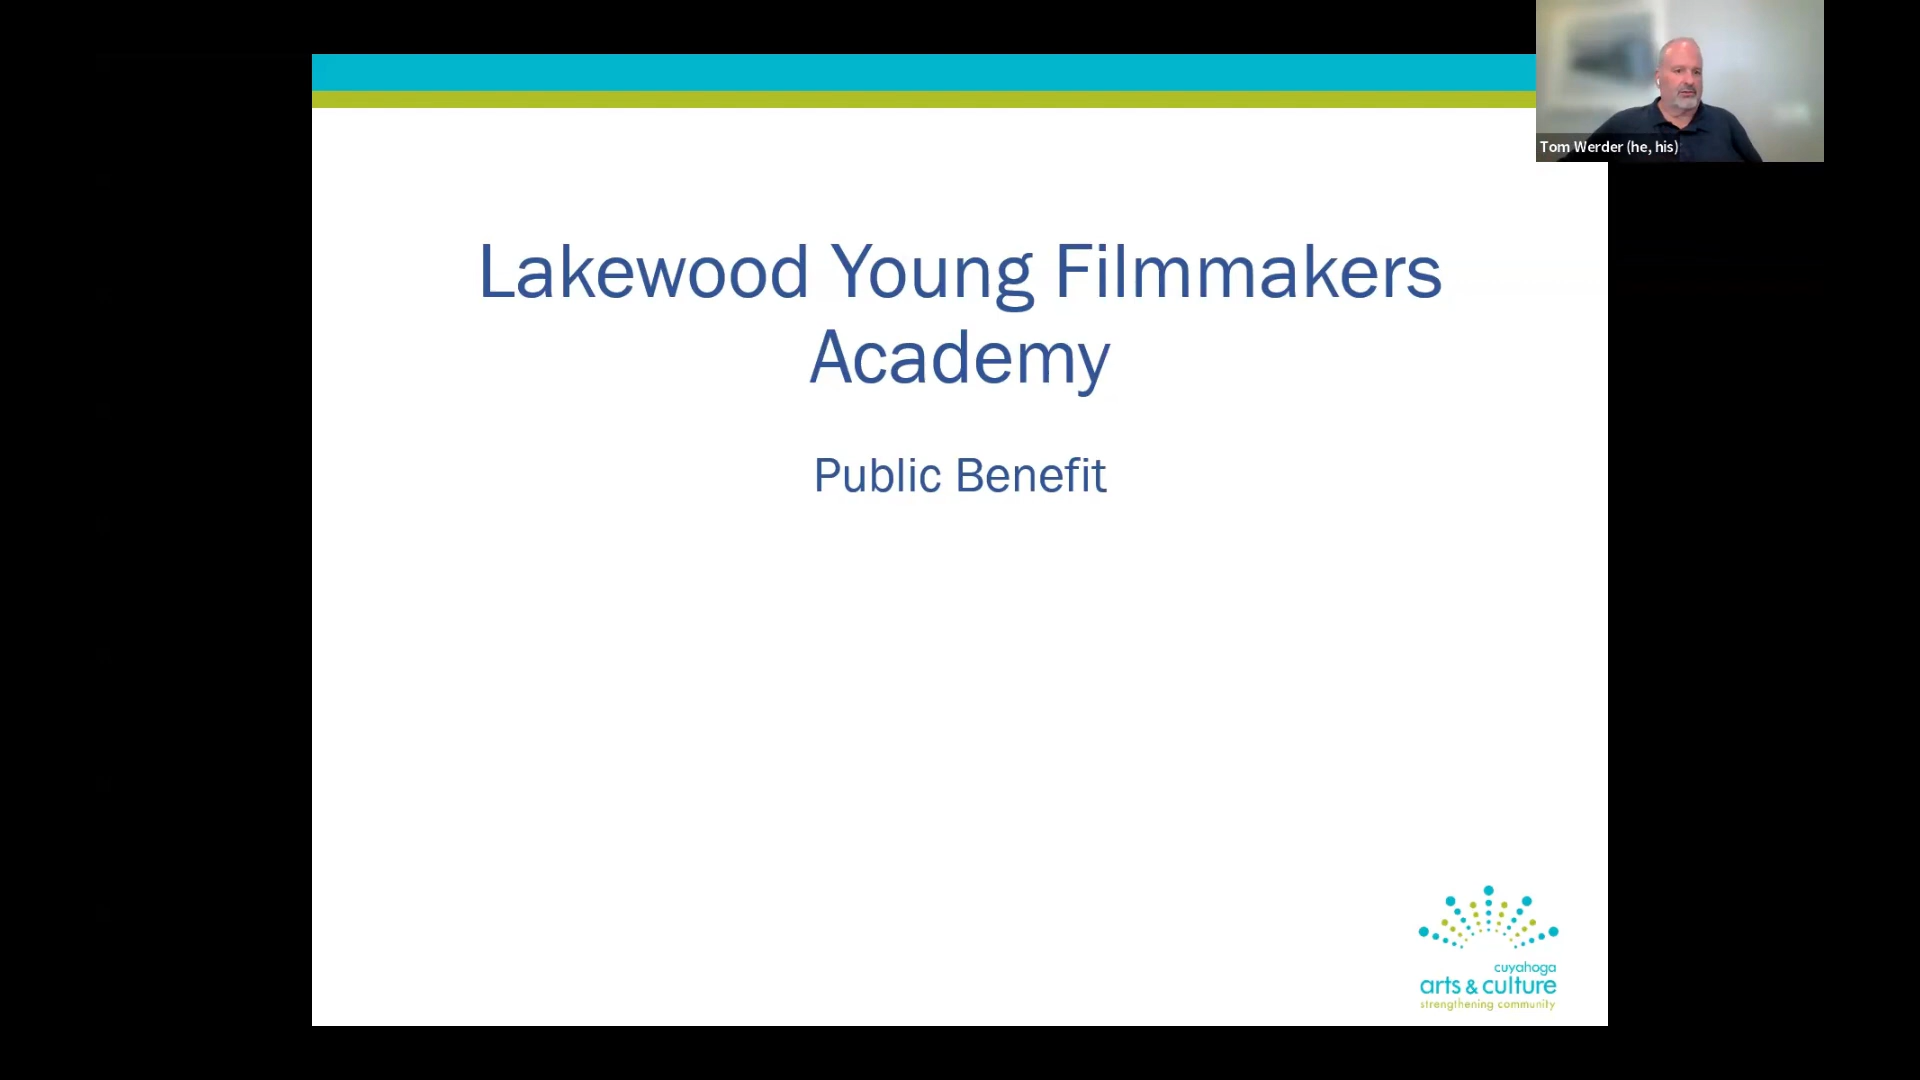 Tom Werder (he, his)
Lakewood Young Filmmakers
Academy
Public Benefit
cuyahoga
arts & culture
strengthening community